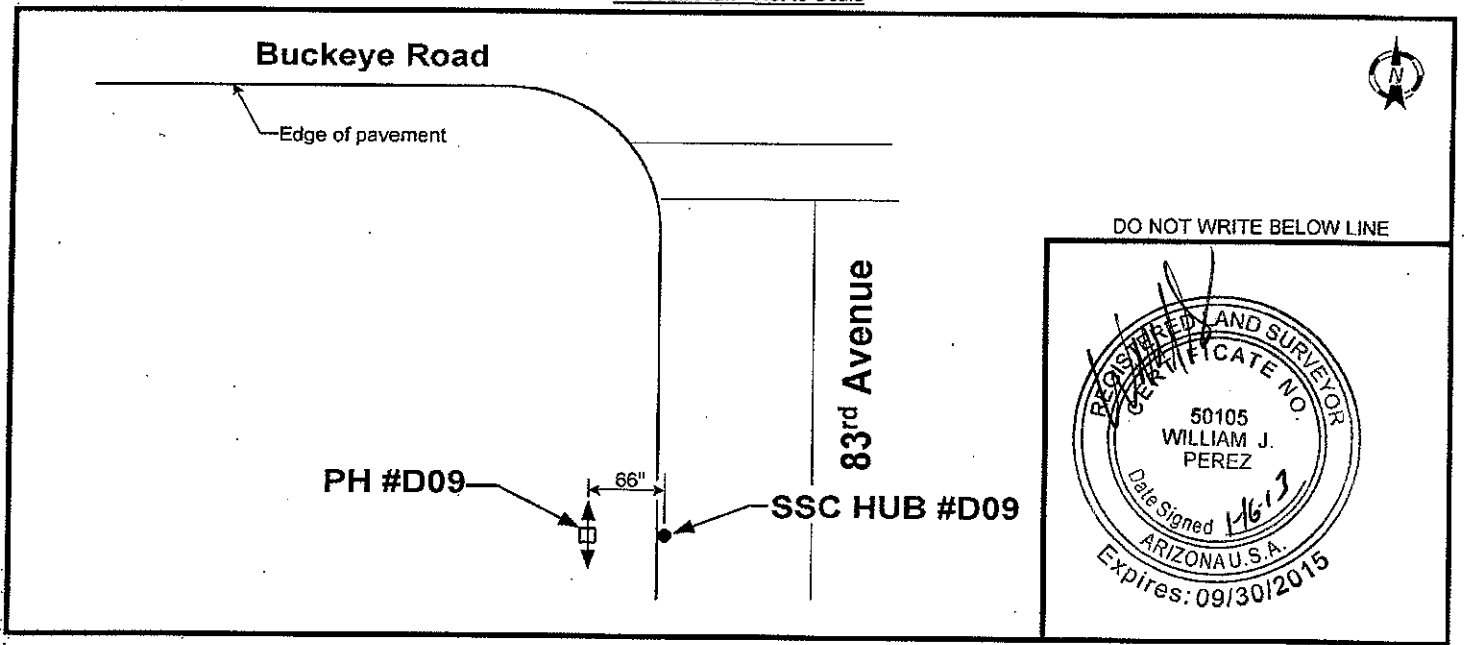 Buckeye Road
N
Edge of pavement
DO NOT WRITE BELOW LINE
83rd Avenue
PH #D09
66"
SSC HUB #D09
REGISTERED LAND SURVEYOR
CERTIFICATE NO.
50105
WILLIAM J.
PEREZ
Date Signed
ARIZONA U.S.A.
Expires: 09/30/2015